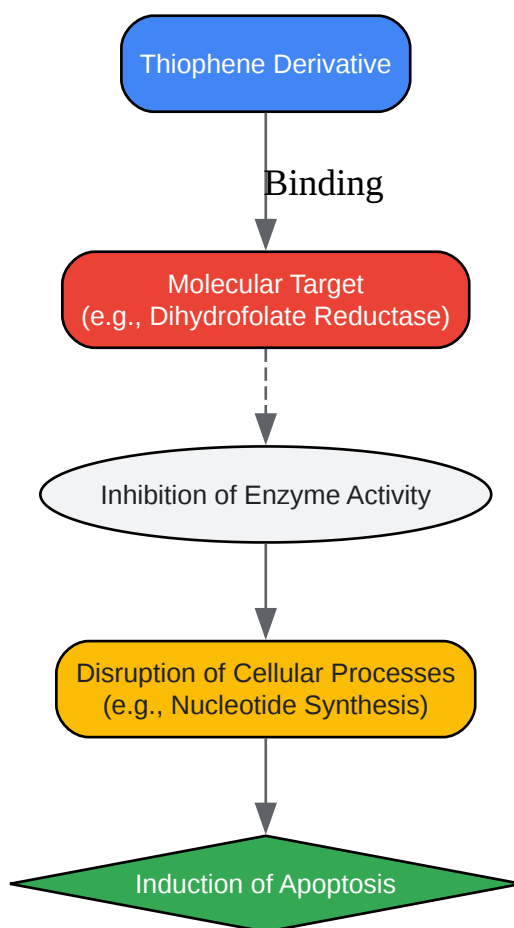 Thiophene Derivative
Binding
Molecular Target
(e.g., Dihydrofolate Reductase)
Inhibition of Enzyme Activity
Disruption of Cellular Processes
(e.g., Nucleotide Synthesis)
Induction of Apoptosis